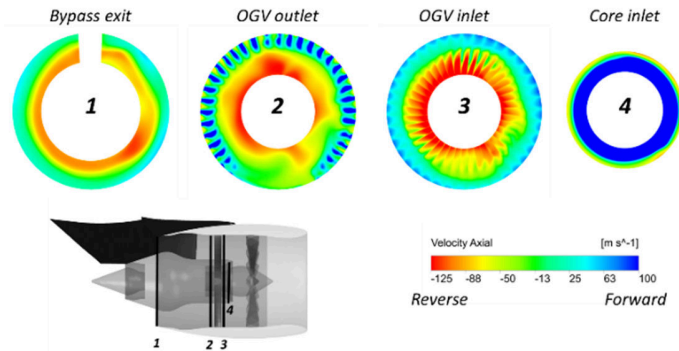 Bypass exit OGV outlet OGV inlet Core inlet
1 2 3 4
Velocity Axial [m s^-1]
-125 -88 -50 -13 25 63 100
Reverse Forward
4
1 2 3